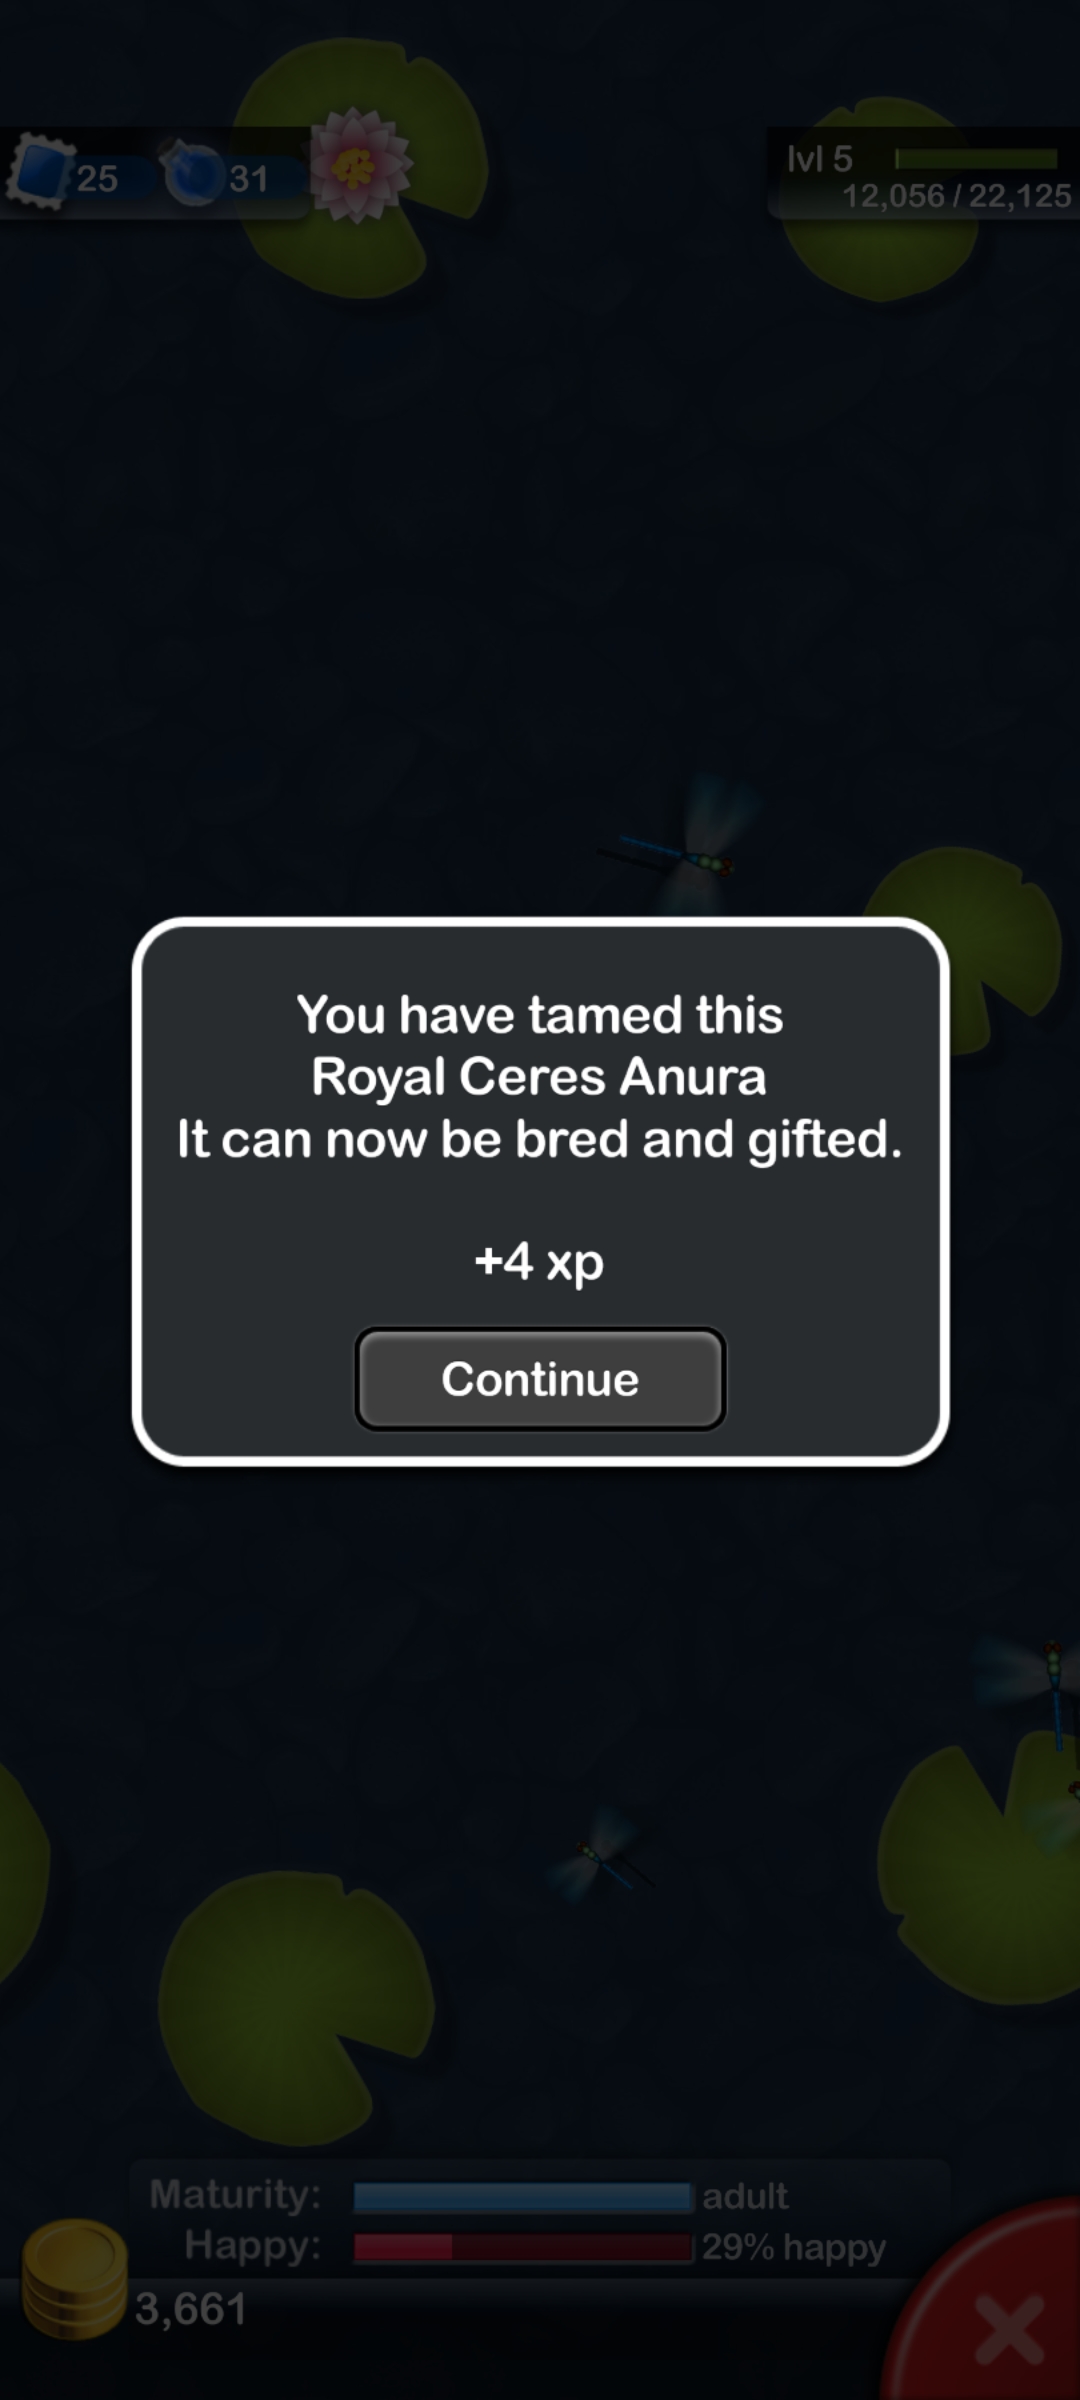 25
31
lvl 5
12,056 / 22,125
You have tamed this
Royal Ceres Anura
It can now be bred and gifted.
+4 xp
Continue
Maturity: adult
Happy: 29% happy
3,661